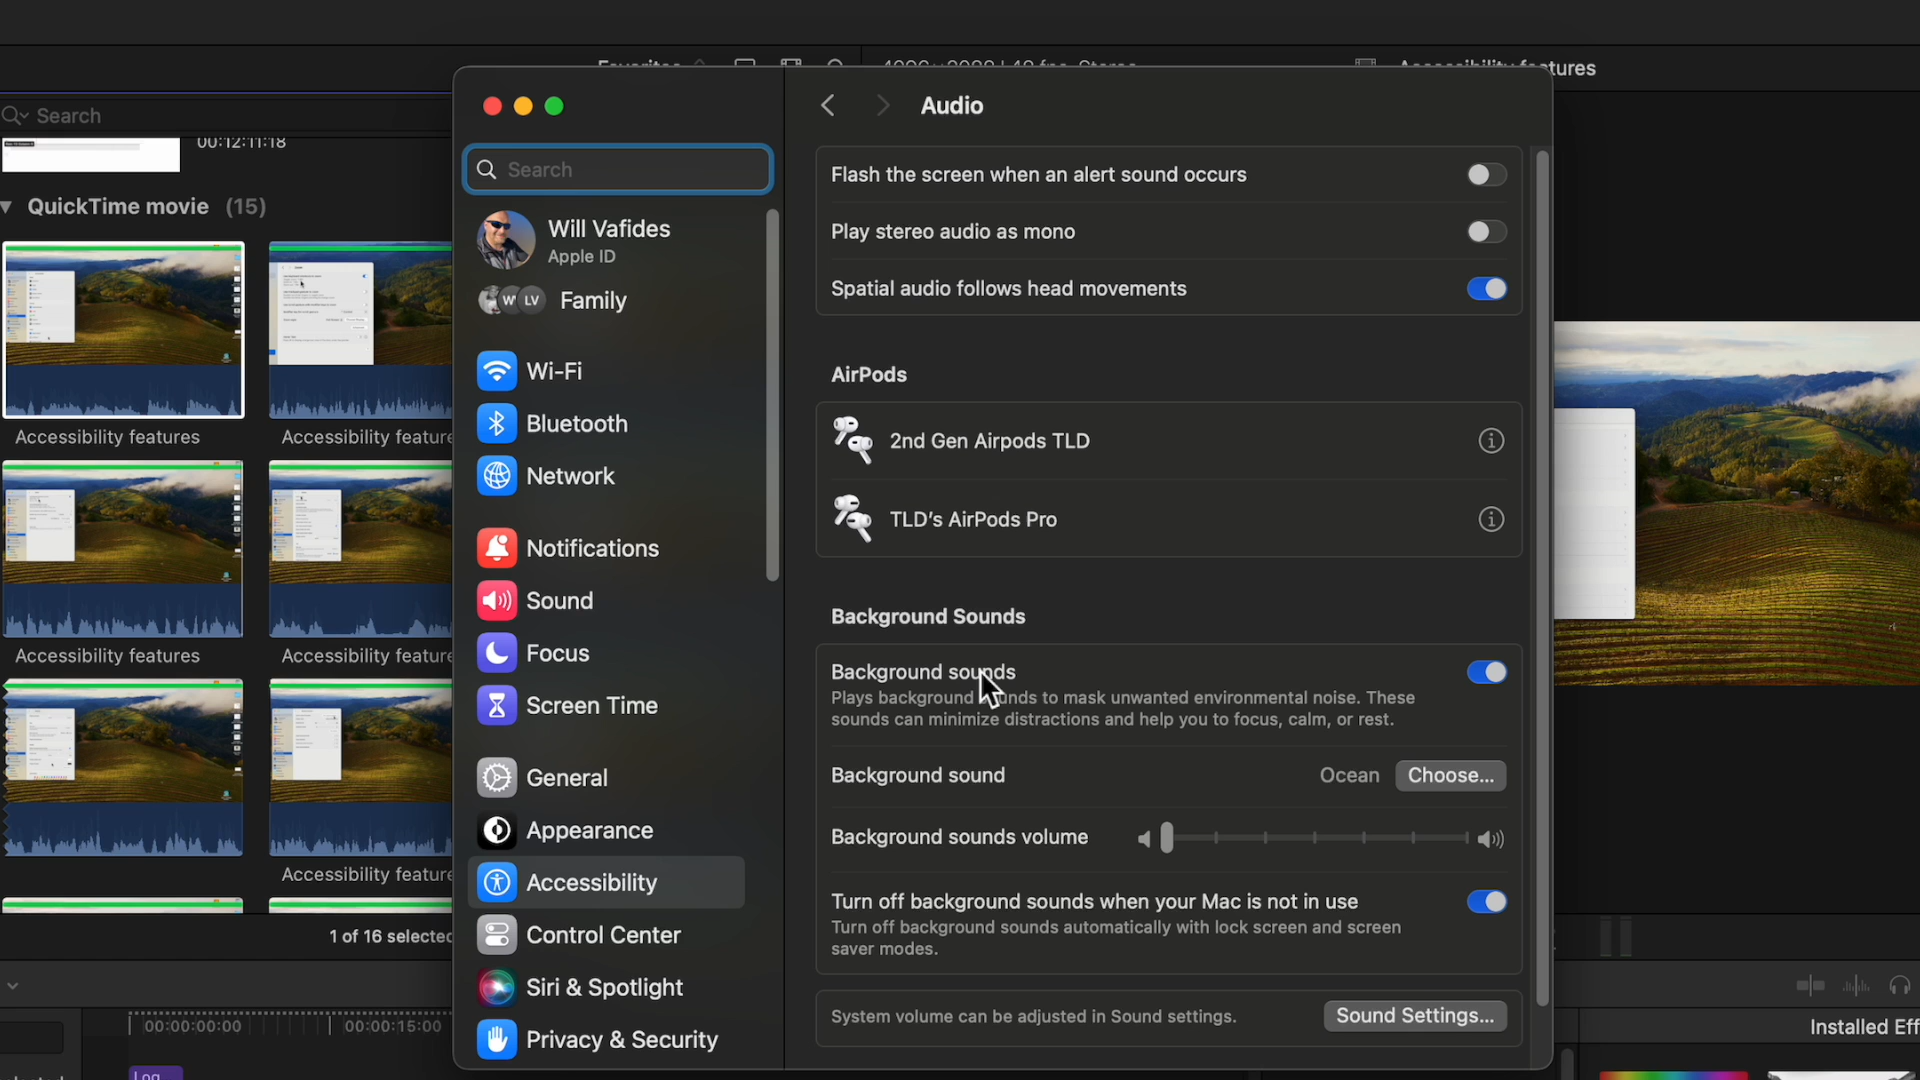 Accessibility features
Search
00:12:11:18
QuickTime movie (15)
Accessibility features
Accessibility feature
Accessibility features
Accessibility feature
Accessibility feature
1 of 16 selected
00:00:00:00
00:00:15:00
Search
Will Vafides
Apple ID
W LV Family
Wi-Fi
Bluetooth
Network
Notifications
Sound
Focus
Screen Time
General
Appearance
Accessibility
Control Center
Siri & Spotlight
Privacy & Security
Audio
Flash the screen when an alert sound occurs
Play stereo audio as mono
Spatial audio follows head movements
AirPods
2nd Gen Airpods TLD
TLD's AirPods Pro
Background Sounds
Background sounds
Plays background sounds to mask unwanted environmental noise. These
sounds can minimize distractions and help you to focus, calm, or rest.
Background sound Ocean Choose...
Background sounds volume
Turn off background sounds when your Mac is not in use
Turn off background sounds automatically with lock screen and screen
saver modes.
System volume can be adjusted in Sound settings. Sound Settings...
Installed Eff